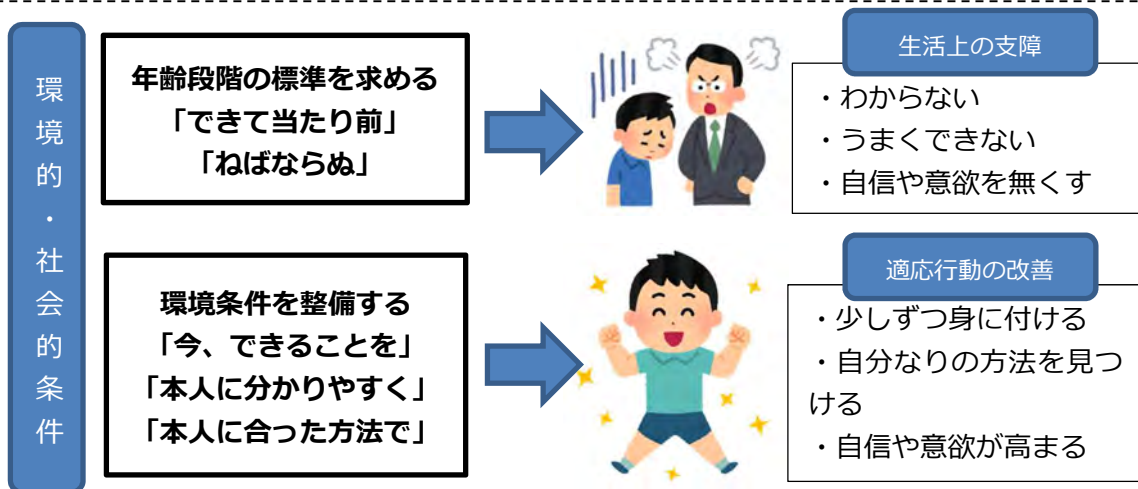 環境的・社会的条件
年齢段階の標準を求める
「できて当たり前」
「ねばならぬ」
生活上の支障
・わからない
・うまくできない
・自信や意欲を無くす
環境条件を整備する
「今、できることを」
「本人に分かりやすく」
「本人に合った方法で」
適応行動の改善
・少しずつ身に付ける
・自分なりの方法を見つ
ける
・自信や意欲が高まる